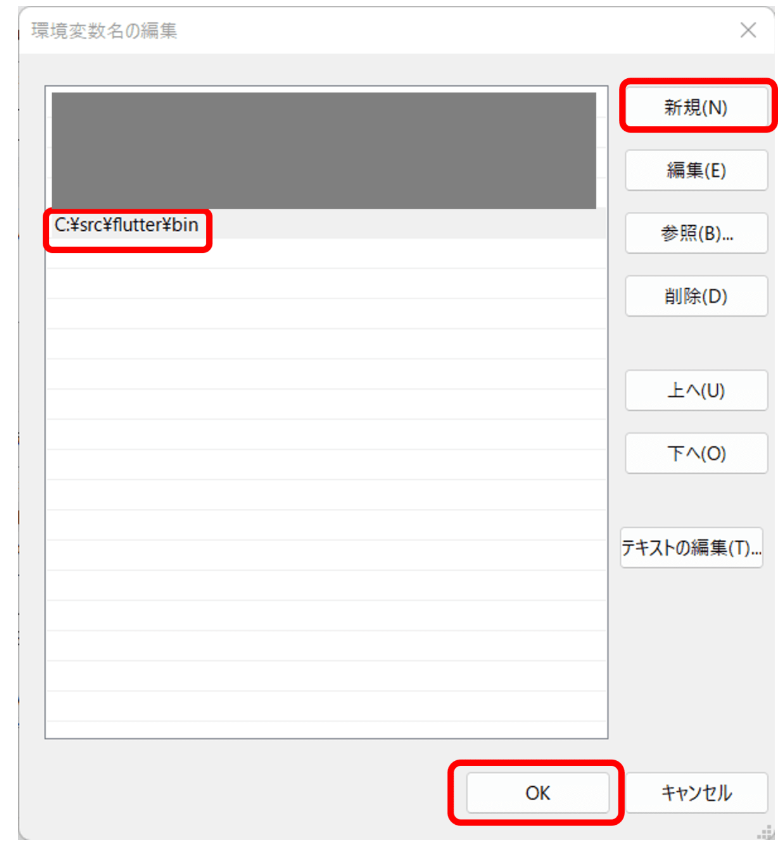 環境変数名の編集
新規(N)
編集(E)
C:¥src¥flutter¥bin
参照(B)...
削除(D)
上へ(U)
下へ(O)
テキストの編集(T)...
OK
キャンセル